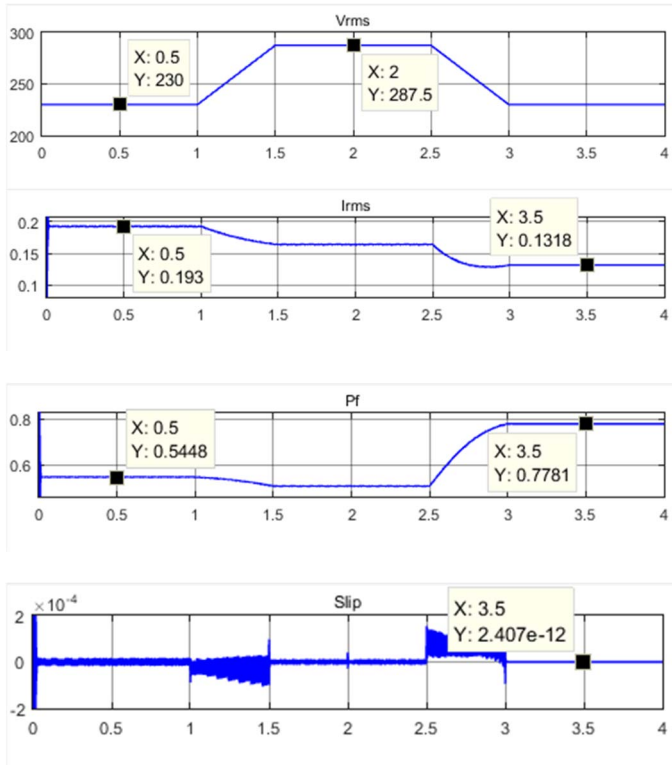 Vrms
300
X: 0.5
Y: 230
X: 2
Y: 287.5
250
200
0 0.5 1 1.5 2 2.5 3 3.5 4
Irms
0.2
X: 0.5
Y: 0.193
X: 3.5
Y: 0.1318
0.15
0.1
0 0.5 1 1.5 2 2.5 3 3.5 4
Pf
0.8
X: 0.5
Y: 0.5448
X: 3.5
Y: 0.7781
0.6
0 0.5 1 1.5 2 2.5 3 3.5 4
×10-4
Slip
2
X: 3.5
Y: 2.407e-12
0
-2
0 0.5 1 1.5 2 2.5 3 3.5 4